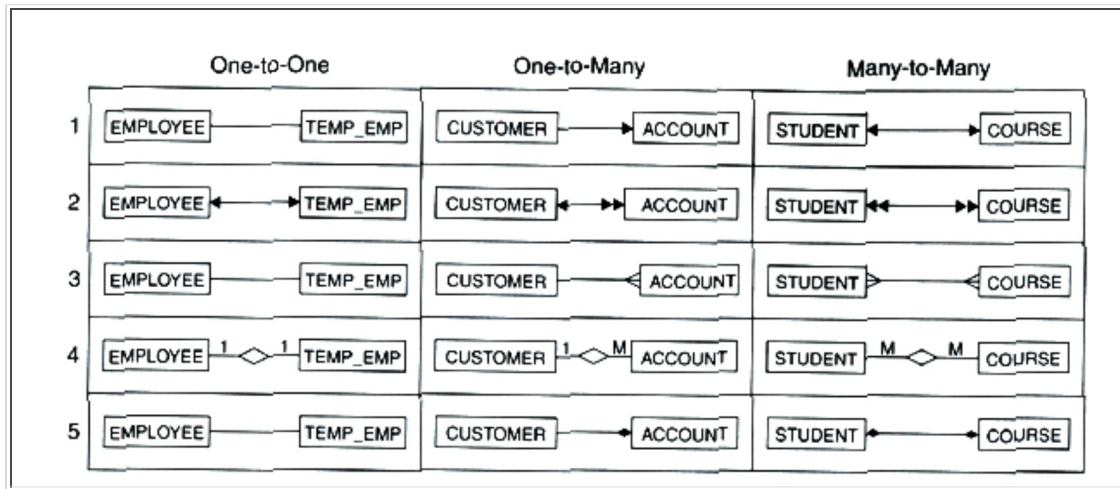 One-to-One One-to-Many Many-to-Many
1 EMPLOYEE TEMP_EMP CUSTOMER ACCOUNT STUDENT COURSE
2 EMPLOYEE TEMP_EMP CUSTOMER ACCOUNT STUDENT COURSE
3 EMPLOYEE TEMP_EMP CUSTOMER ACCOUNT STUDENT COURSE
4 EMPLOYEE 1 1 TEMP_EMP CUSTOMER 1 M ACCOUNT STUDENT M M COURSE
5 EMPLOYEE TEMP_EMP CUSTOMER ACCOUNT STUDENT COURSE